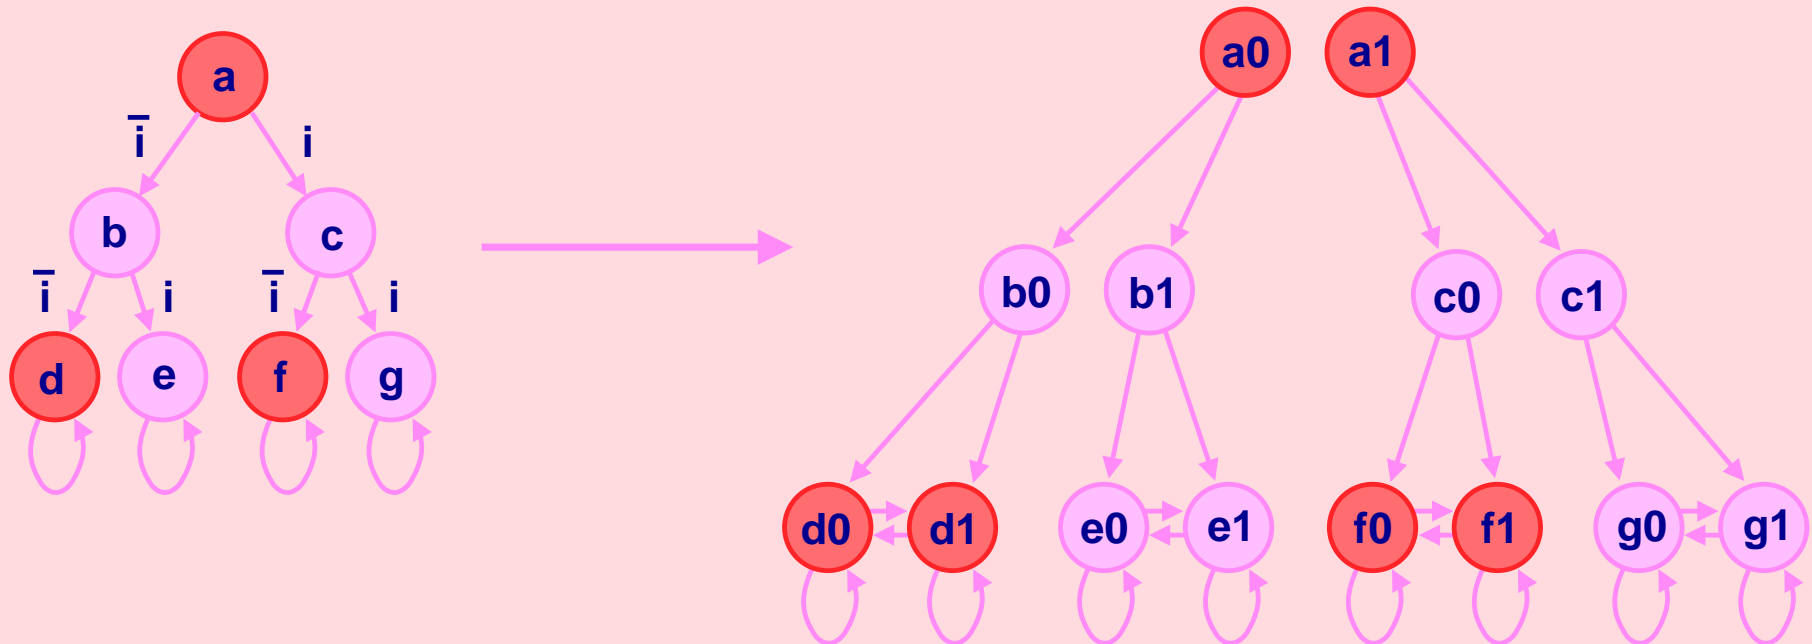 a
i̅ i
b c
i̅ i i̅ i
d e f g
a0 a1
b0 b1 c0 c1
d0 d1 e0 e1 f0 f1 g0 g1